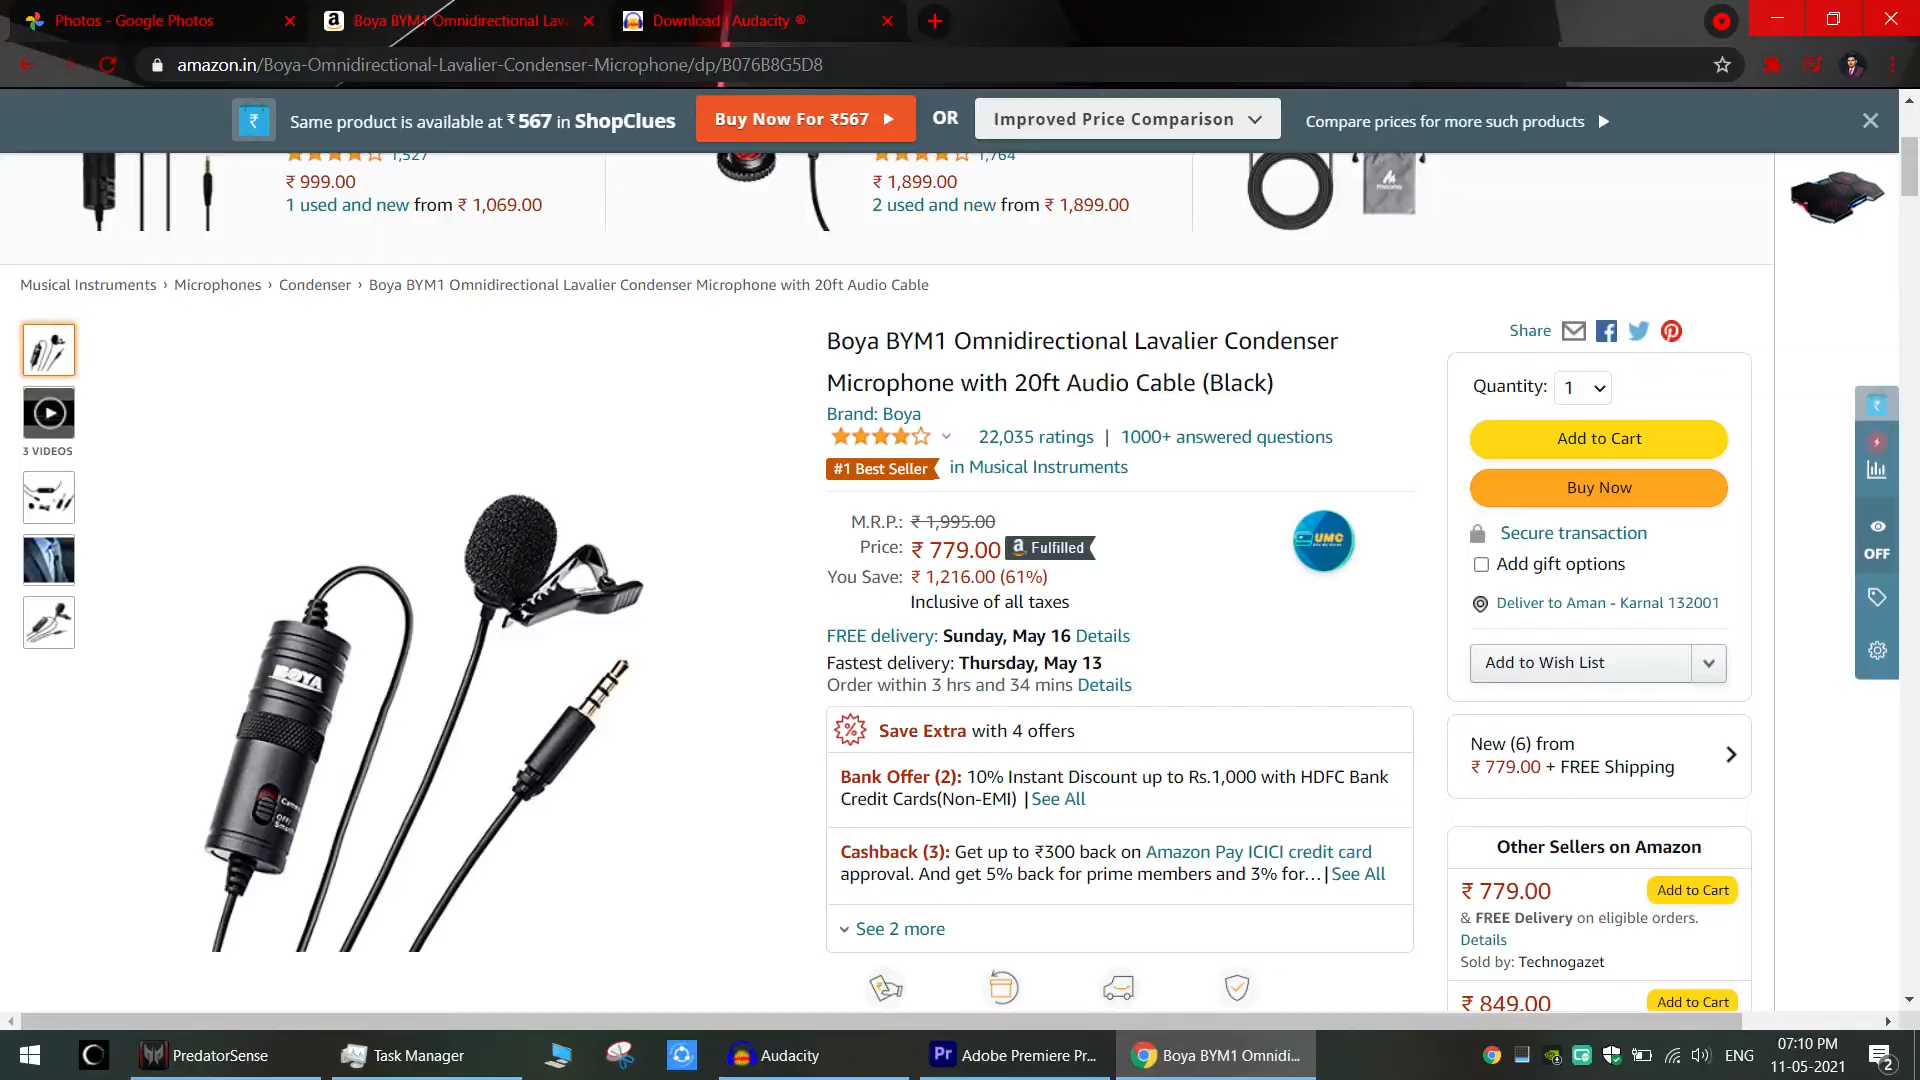 Photos - Google Photos
Boya BYM1 Omnidirectional Lav
Download | Audacity ®
amazon.in/Boya-Omnidirectional-Lavalier-Condenser-Microphone/dp/B076B8G5D8
Same product is available at ₹ 567 in ShopClues
Buy Now For ₹567
OR
Improved Price Comparison
Compare prices for more such products
1,527
₹ 999.00
1 used and new from ₹ 1,069.00
1,764
₹ 1,899.00
2 used and new from ₹ 1,899.00
Musical Instruments › Microphones › Condenser › Boya BYM1 Omnidirectional Lavalier Condenser Microphone with 20ft Audio Cable
3 VIDEOS
BOYA
Boya BYM1 Omnidirectional Lavalier Condenser
Microphone with 20ft Audio Cable (Black)
Brand: Boya
22,035 ratings | 1000+ answered questions
#1 Best Seller in Musical Instruments
M.R.P.: ₹ 1,995.00
Price: ₹ 779.00 a Fulfilled
You Save: ₹ 1,216.00 (61%)
Inclusive of all taxes
UMC
FREE delivery: Sunday, May 16 Details
Fastest delivery: Thursday, May 13
Order within 3 hrs and 34 mins Details
Save Extra with 4 offers
Bank Offer (2): 10% Instant Discount up to Rs.1,000 with HDFC Bank
Credit Cards(Non-EMI) | See All
Cashback (3): Get up to ₹300 back on Amazon Pay ICICI credit card
approval. And get 5% back for prime members and 3% for… | See All
See 2 more
Share
Quantity: 1
Add to Cart
Buy Now
Secure transaction
Add gift options
Deliver to Aman - Karnal 132001
Add to Wish List
New (6) from
₹ 779.00 + FREE Shipping
Other Sellers on Amazon
₹ 779.00 Add to Cart
& FREE Delivery on eligible orders.
Details
Sold by: Technogazet
₹ 849.00 Add to Cart
OFF
PredatorSense
Task Manager
Audacity
Pr Adobe Premiere Pr...
Boya BYM1 Omnidi...
ENG
07:10 PM
11-05-2021
2